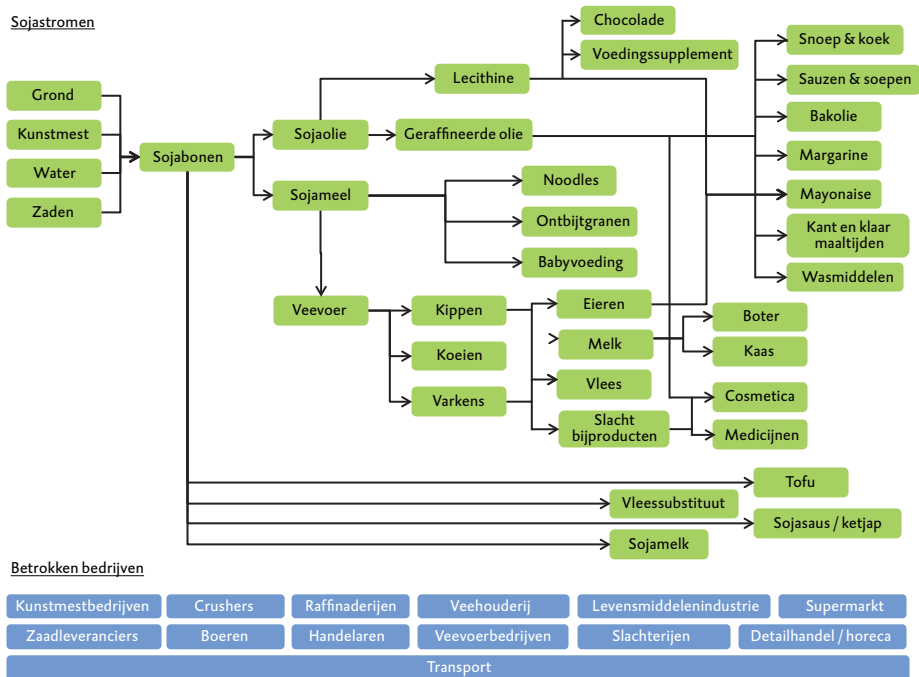 Sojastromen
Grond
Kunstmest
Water
Zaden
Sojabonen
Sojaolie
Sojameel
Veevoer
Lecithine
Geraffineerde olie
Chocolade
Voedingssupplement
Noodles
Ontbijtgranen
Babyvoeding
Kippen
Koeien
Varkens
Eieren
Melk
Vlees
Slacht
bijproducten
Snoep & koek
Sauzen & soepen
Bakolie
Margarine
Mayonaise
Kant en klaar
maaltijden
Wasmiddelen
Boter
Kaas
Cosmetica
Medicijnen
Tofu
Vleessubstituut
Sojasaus / ketjap
Sojamelk
Betrokken bedrijven
Kunstmestbedrijven
Crushers
Raffinaderijen
Veehouderij
Levensmiddelenindustrie
Supermarkt
Zaadleveranciers
Boeren
Handelaren
Veevoerbedrijven
Slachterijen
Detailhandel / horeca
Transport